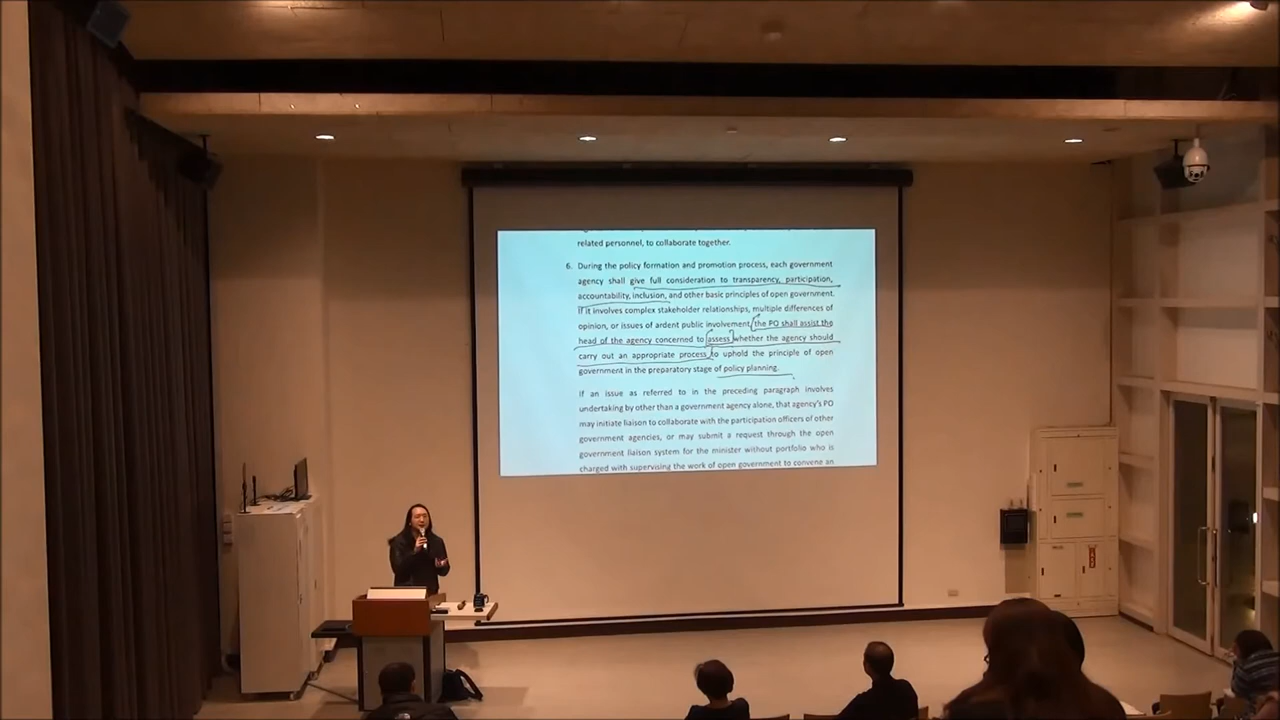 related personnel, to collaborate together.
6. During the policy formation and promotion process, each government
agency shall give full consideration to transparency, participation,
accountability, inclusion, and other basic principles of open government.
If it involves complex stakeholder relationships, multiple differences of
opinion, or issues of ardent public involvement, the PO shall assist the
head of the agency concerned to assess whether the agency should
carry out an appropriate process to uphold the principle of open
government in the preparatory stage of policy planning.
If an issue as referred to in the preceding paragraph involves
undertaking by other than a government agency alone, that agency's PO
may initiate liaison to collaborate with the participation officers of other
government agencies, or may submit a request through the open
government liaison system for the minister without portfolio who is
charged with supervising the work of open government to convene an